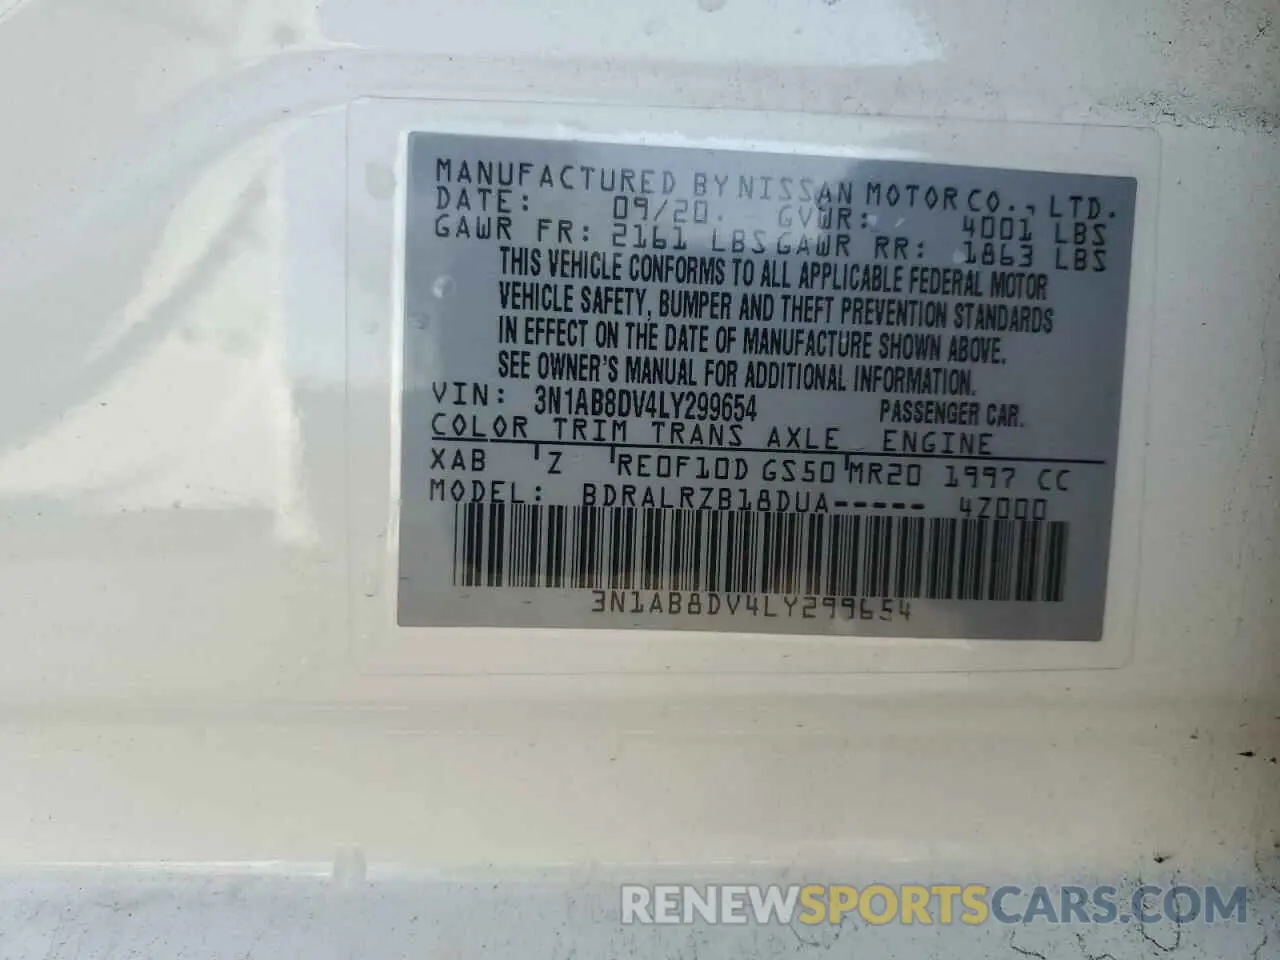 MANUFACTURED BY NISSAN MOTOR CO., LTD.
DATE: 09/20. GVWR: 4001 LBS
GAWR FR: 2161 LBS GAWR RR: 1863 LBS
THIS VEHICLE CONFORMS TO ALL APPLICABLE FEDERAL MOTOR
VEHICLE SAFETY, BUMPER AND THEFT PREVENTION STANDARDS
IN EFFECT ON THE DATE OF MANUFACTURE SHOWN ABOVE.
SEE OWNER'S MANUAL FOR ADDITIONAL INFORMATION.
VIN: 3N1AB8DV4LY299654 PASSENGER CAR.
COLOR TRIM TRANS AXLE ENGINE
XAB Z RE0F10D GS50 MR20 1997 CC
MODEL: BDRALRZB18DUA----- 4Z000
3N1AB8DV4LY299654
RENEWSPORTSCARS.COM